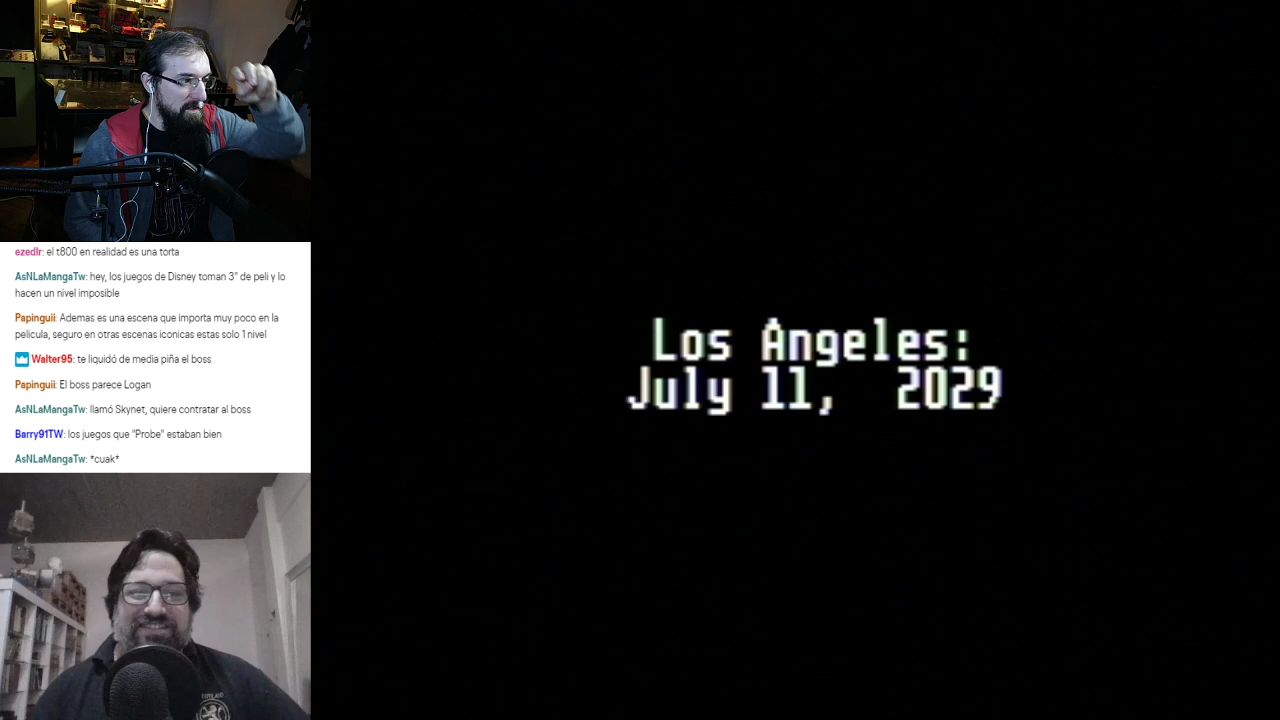 ezedlr: el t800 en realidad es una torta
AsNLaMangaTw: hey, los juegos de Disney toman 3" de peli y lo
hacen un nivel imposible
Papinguii: Ademas es una escena que importa muy poco en la
pelicula, seguro en otras escenas iconicas estas solo 1 nivel
Walter95: te liquidó de media piña el boss
Papinguii: El boss parece Logan
AsNLaMangaTw: llamó Skynet, quiere contratar al boss
Barry91TW: los juegos que "Probe" estaban bien
AsNLaMangaTw: *cuak*
Los Angeles:
July 11, 2029